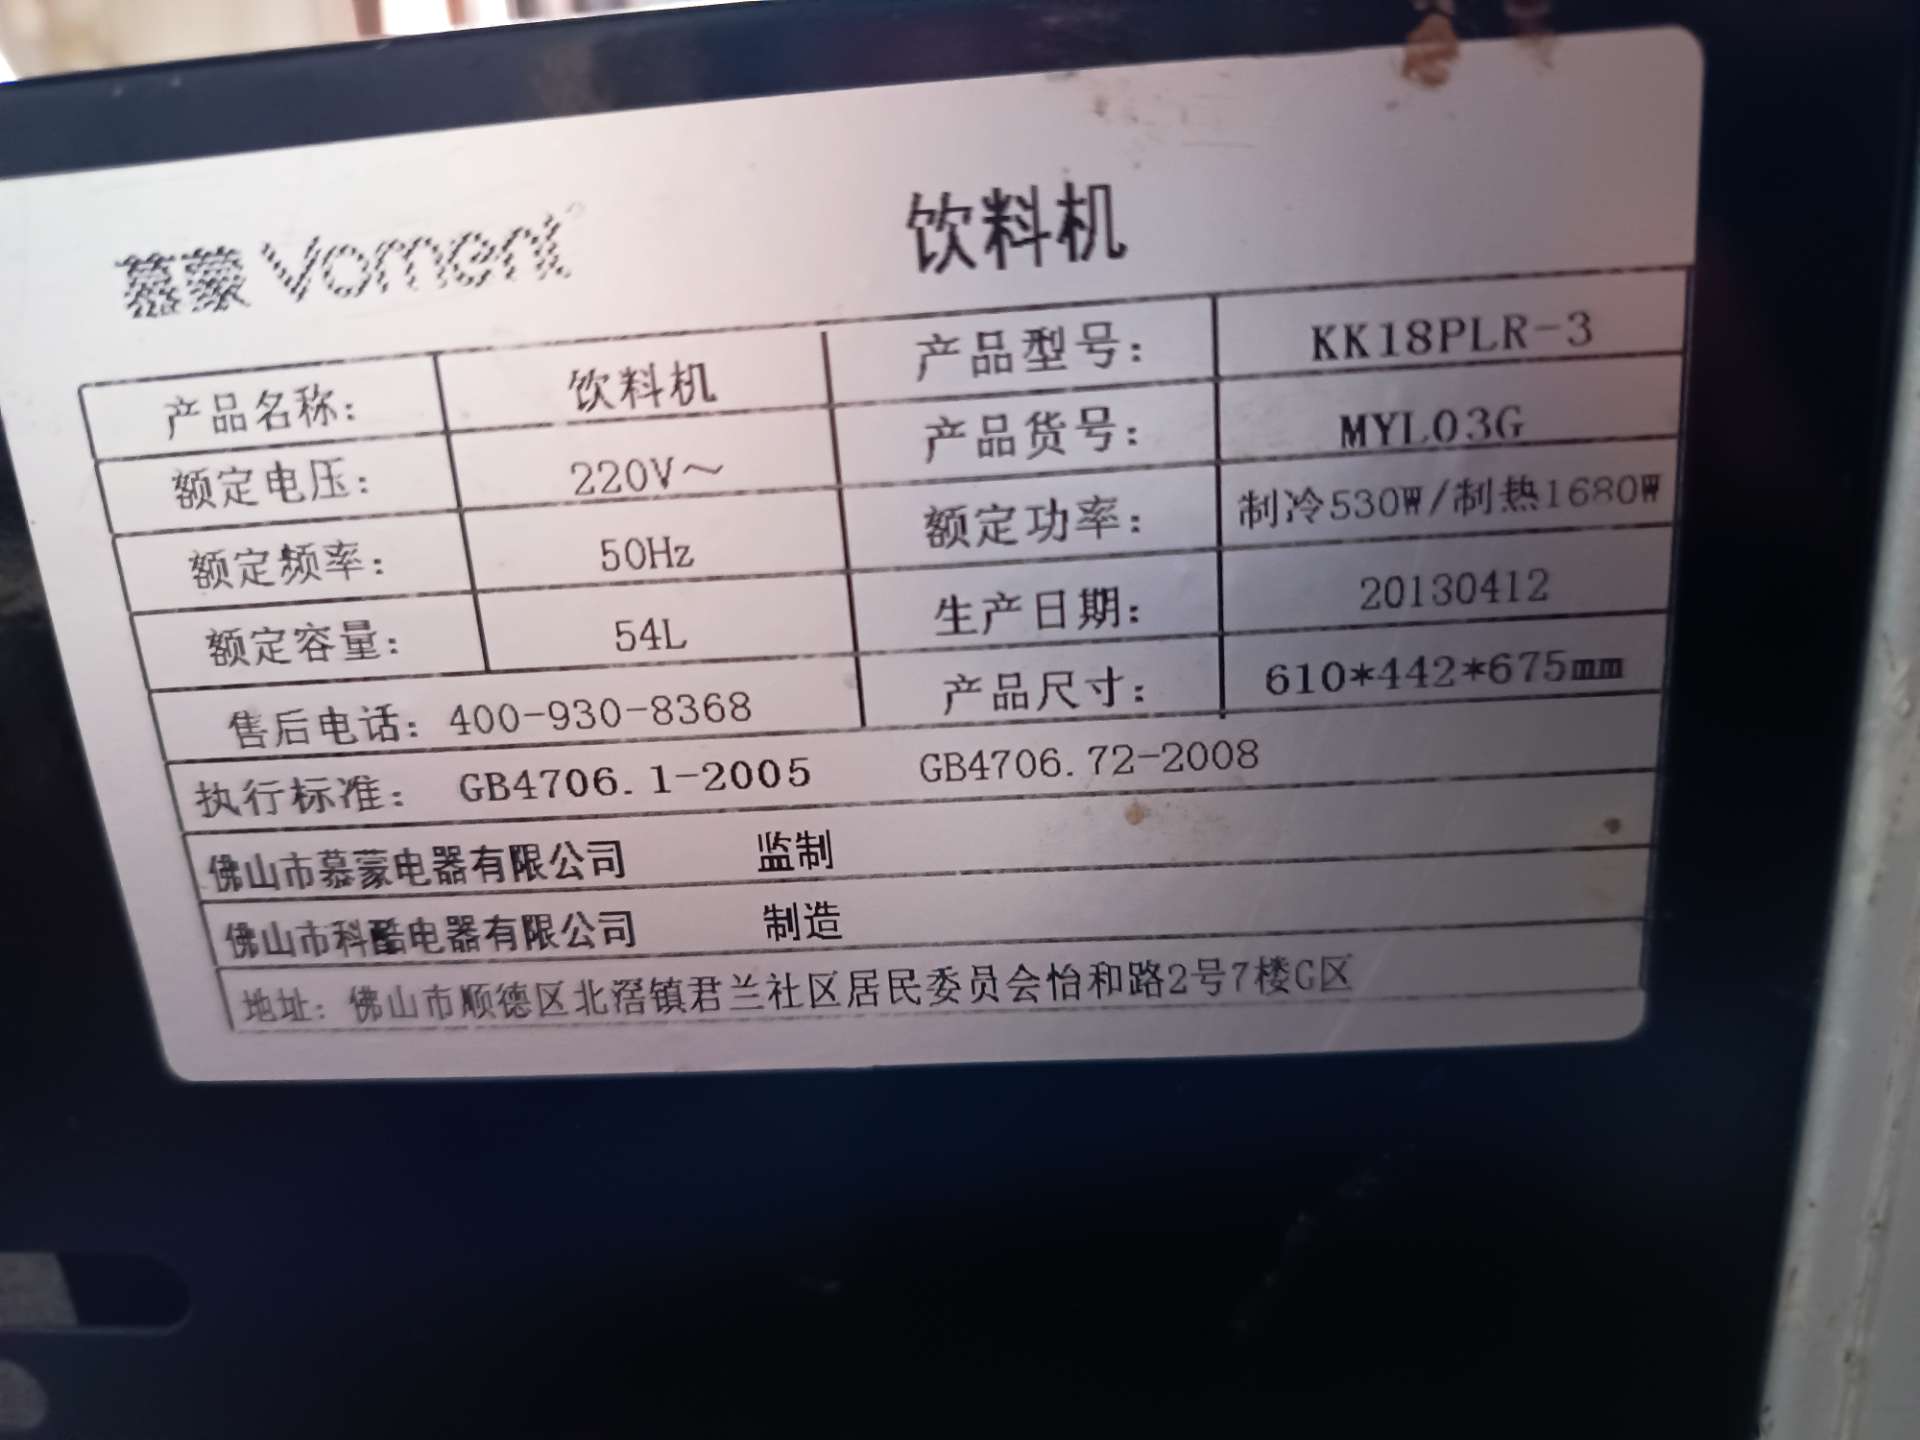 慕蒙Voment 饮料机
产品名称： 饮料机 产品型号： KK18PLR-3
额定电压： 220V～ 产品货号： MYL03G
额定频率： 50Hz 额定功率： 制冷530W/制热1680W
额定容量： 54L 生产日期： 20130412
售后电话：400-930-8368 产品尺寸： 610*442*675mm
执行标准： GB4706.1-2005 GB4706.72-2008
佛山市慕蒙电器有限公司 监制
佛山市科酷电器有限公司 制造
地址：佛山市顺德区北滘镇君兰社区居民委员会怡和路2号7楼G区